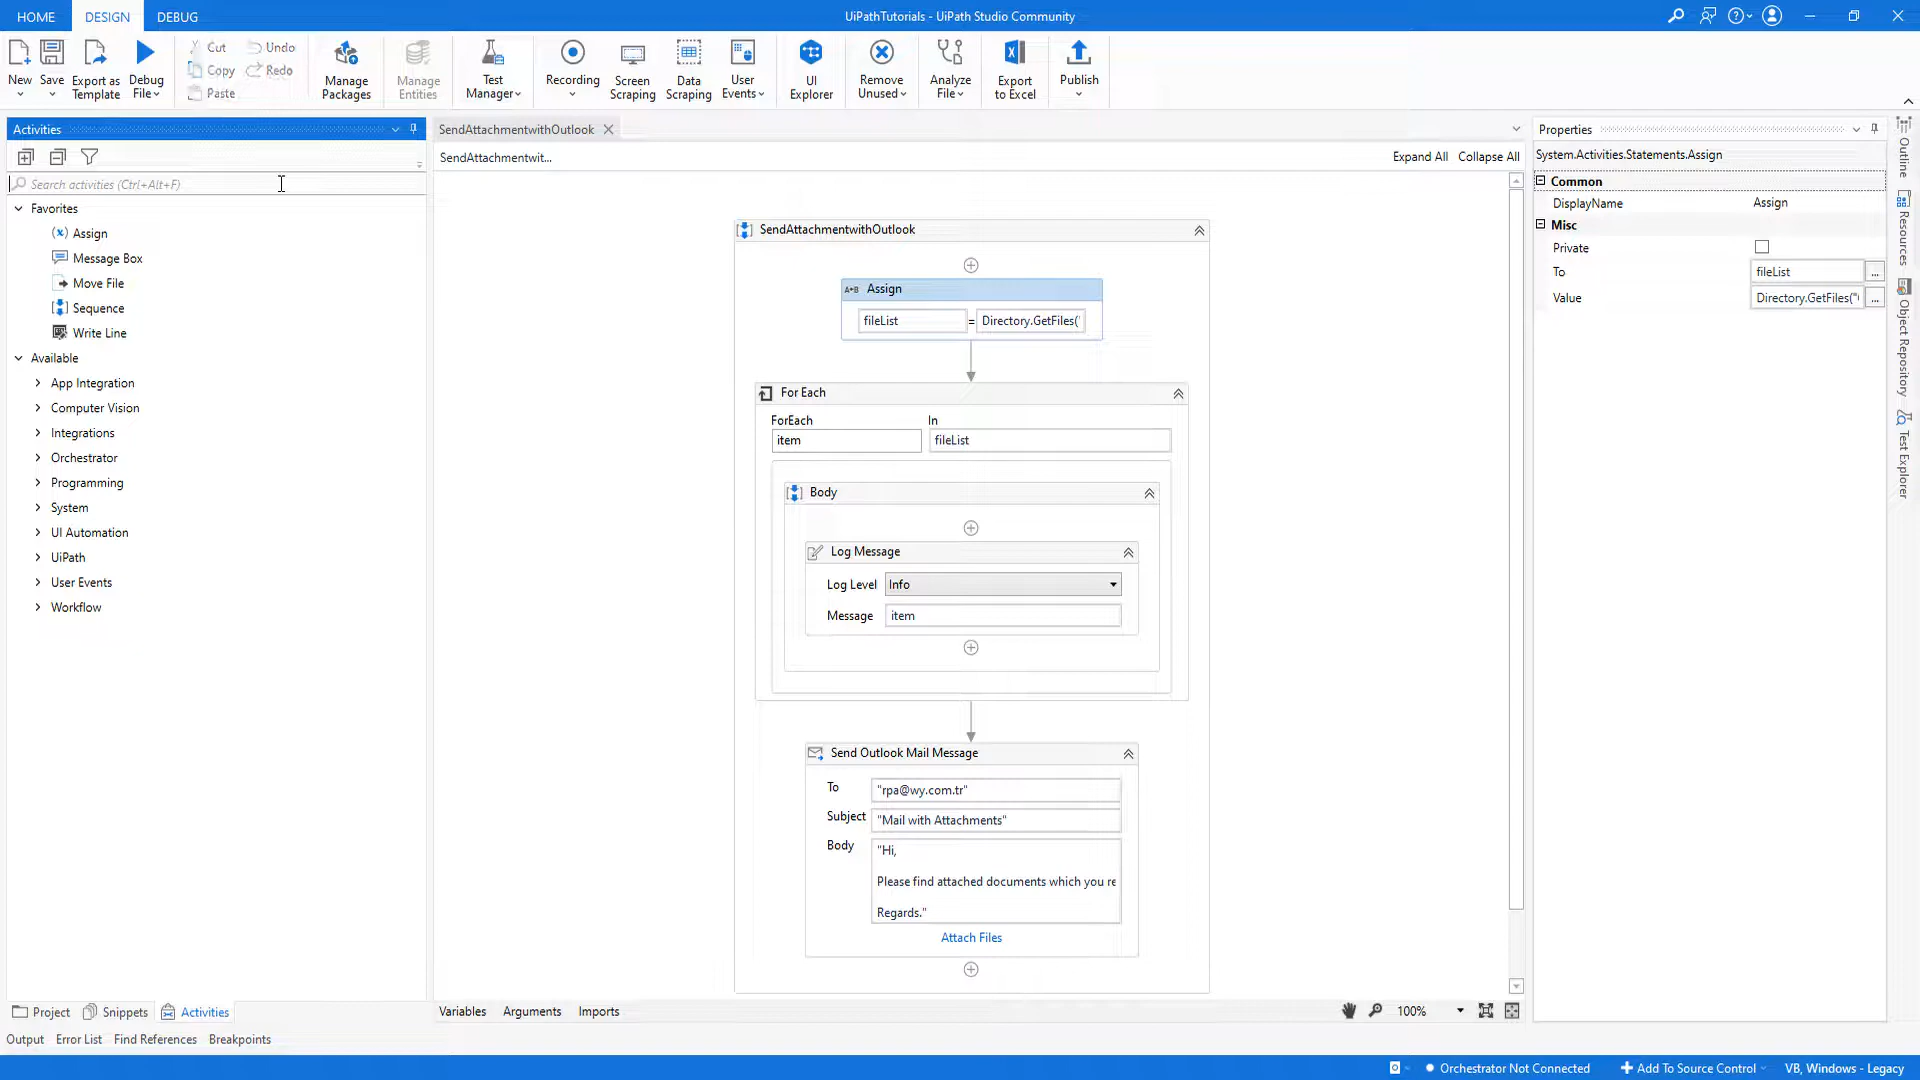 HOME DESIGN DEBUG
UiPathTutorials - UiPath Studio Community
New
Save
Export as Template
Debug File
Cut
Copy
Paste
Undo
Redo
Manage Packages
Manage Entities
Test Manager
Recording
Screen Scraping
Data Scraping
User Events
UI Explorer
Remove Unused
Analyze File
Export to Excel
Publish
Activities
Search activities (Ctrl+Alt+F)
Favorites
Assign
Message Box
Move File
Sequence
Write Line
Available
App Integration
Computer Vision
Integrations
Orchestrator
Programming
System
UI Automation
UiPath
User Events
Workflow
Project Snippets Activities
SendAttachmentwithOutlook
SendAttachmentwit...
Expand All Collapse All
SendAttachmentwithOutlook
A+B Assign
fileList = Directory.GetFiles("
For Each
ForEach In
item fileList
Body
Log Message
Log Level Info
Message item
Send Outlook Mail Message
To "rpa@wy.com.tr"
Subject "Mail with Attachments"
Body "Hi,
Please find attached documents which you re
Regards."
Attach Files
Variables Arguments Imports
100%
Properties
System.Activities.Statements.Assign
Common
DisplayName Assign
Misc
Private
To fileList ...
Value Directory.GetFiles(" ...
Outline
Resources
Object Repository
Test Explorer
Output Error List Find References Breakpoints
Orchestrator Not Connected
Add To Source Control
VB, Windows - Legacy